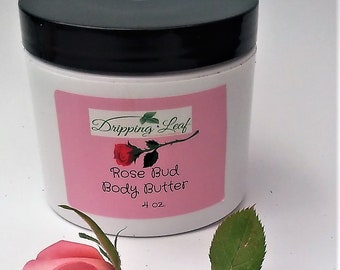 Dripping Leaf
Rose Bud
Body Butter
4 oz.